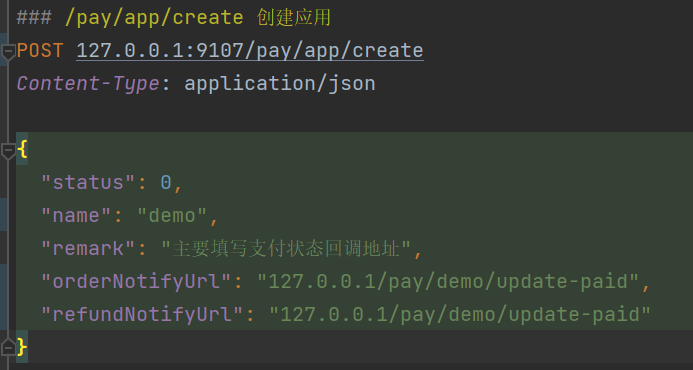 ### /pay/app/create 创建应用
POST 127.0.0.1:9107/pay/app/create
Content-Type: application/json
{
"status": 0,
"name": "demo",
"remark": "主要填写支付状态回调地址",
"orderNotifyUrl": "127.0.0.1/pay/demo/update-paid",
"refundNotifyUrl": "127.0.0.1/pay/demo/update-paid"
}